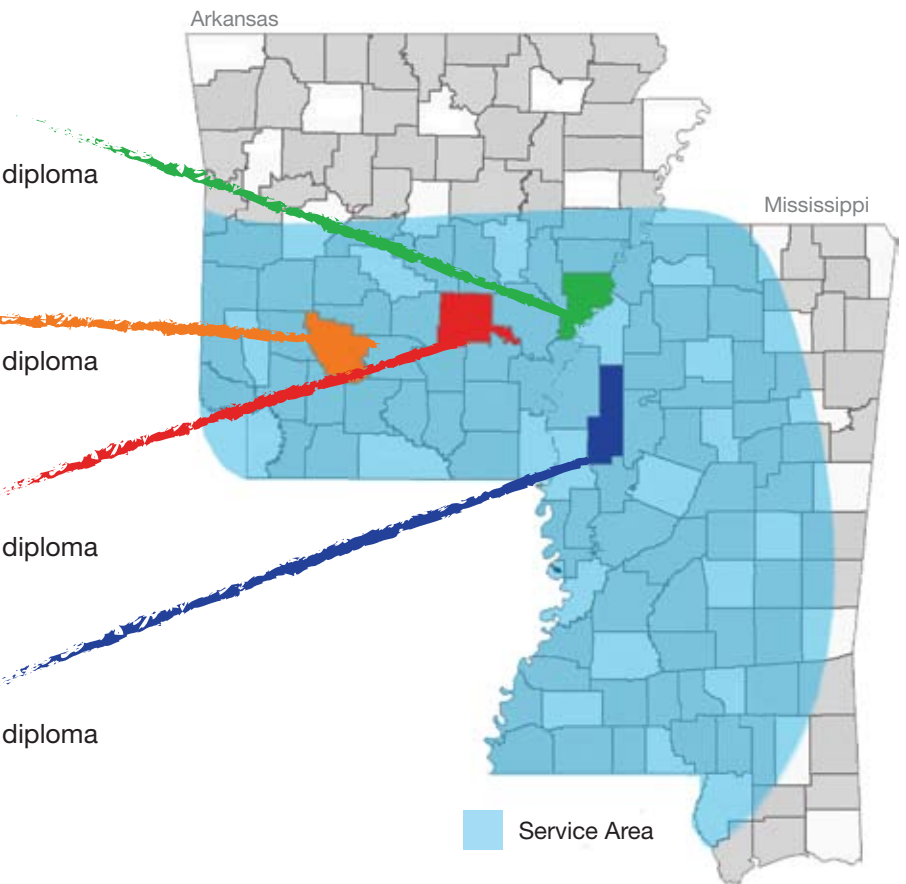 Arkansas
diploma
Mississippi
diploma
diploma
diploma
Service Area